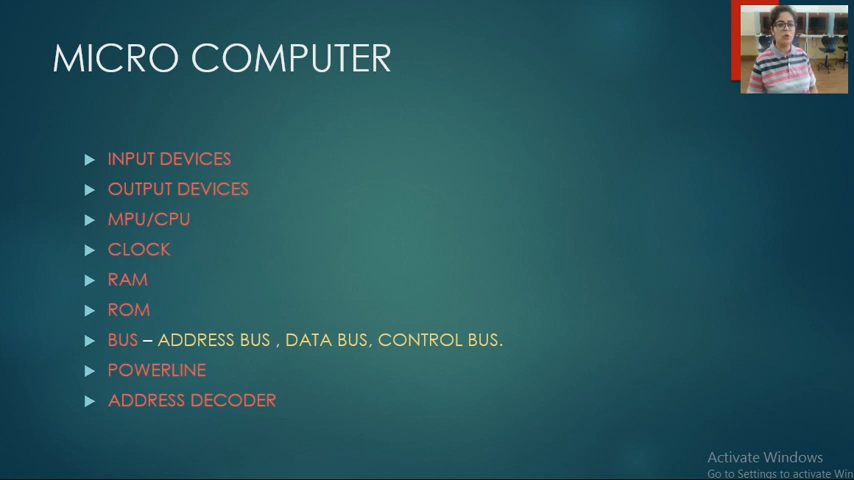 MICRO COMPUTER
INPUT DEVICES
OUTPUT DEVICES
MPU/CPU
CLOCK
RAM
ROM
BUS – ADDRESS BUS , DATA BUS, CONTROL BUS.
POWERLINE
ADDRESS DECODER
Activate Windows
Go to Settings to activate Win